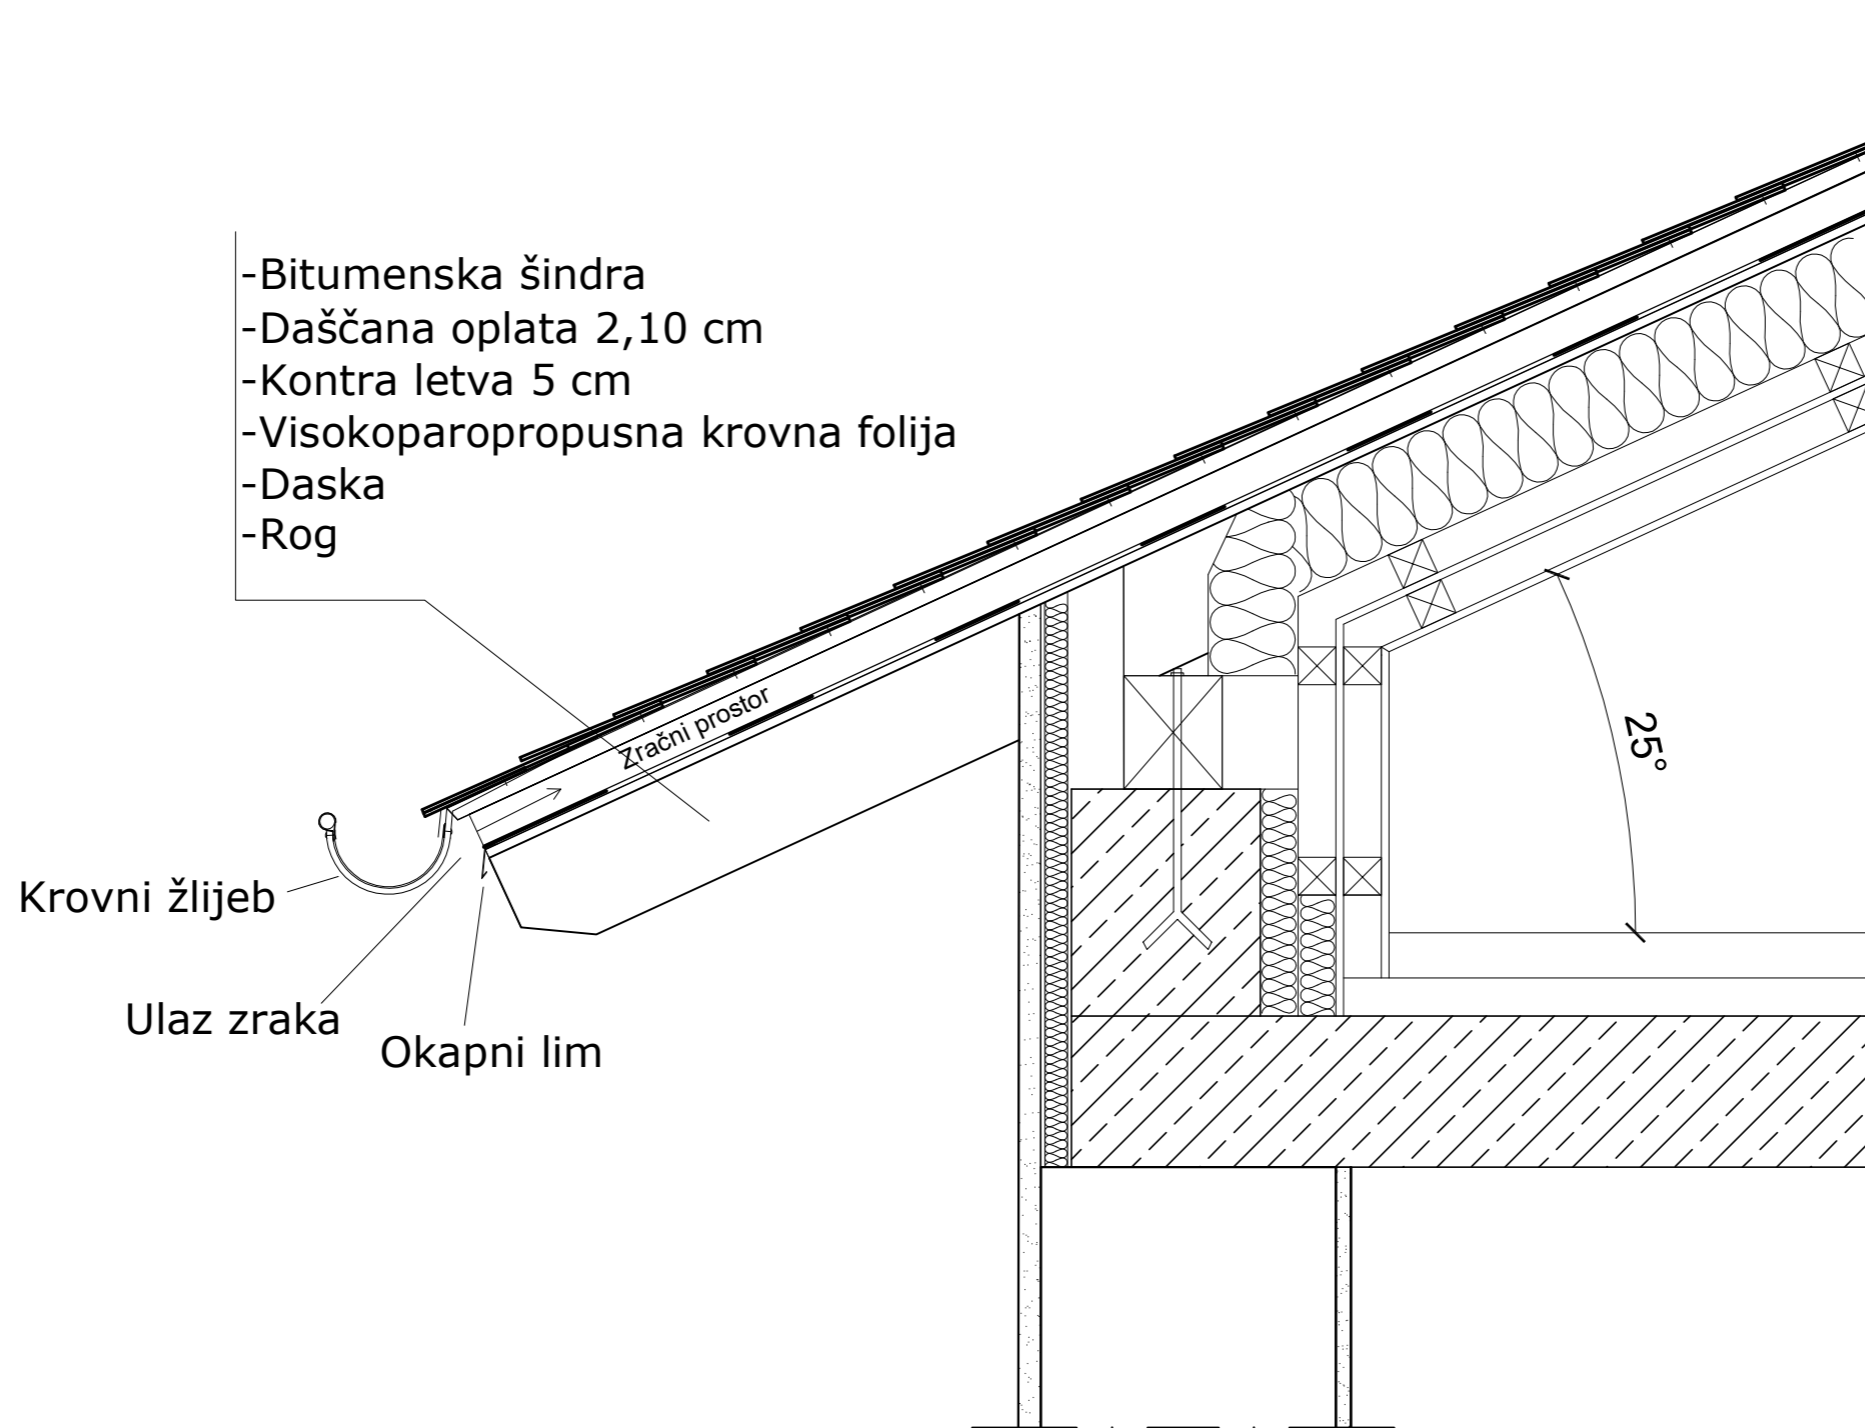 -Bitumenska šindra
-Daščana oplata 2,10 cm
-Kontra letva 5 cm
-Visokoparopropusna krovna folija
-Daska
-Rog
Zračni prostor
25°
Krovni žlijeb
Ulaz zraka
Okapni lim